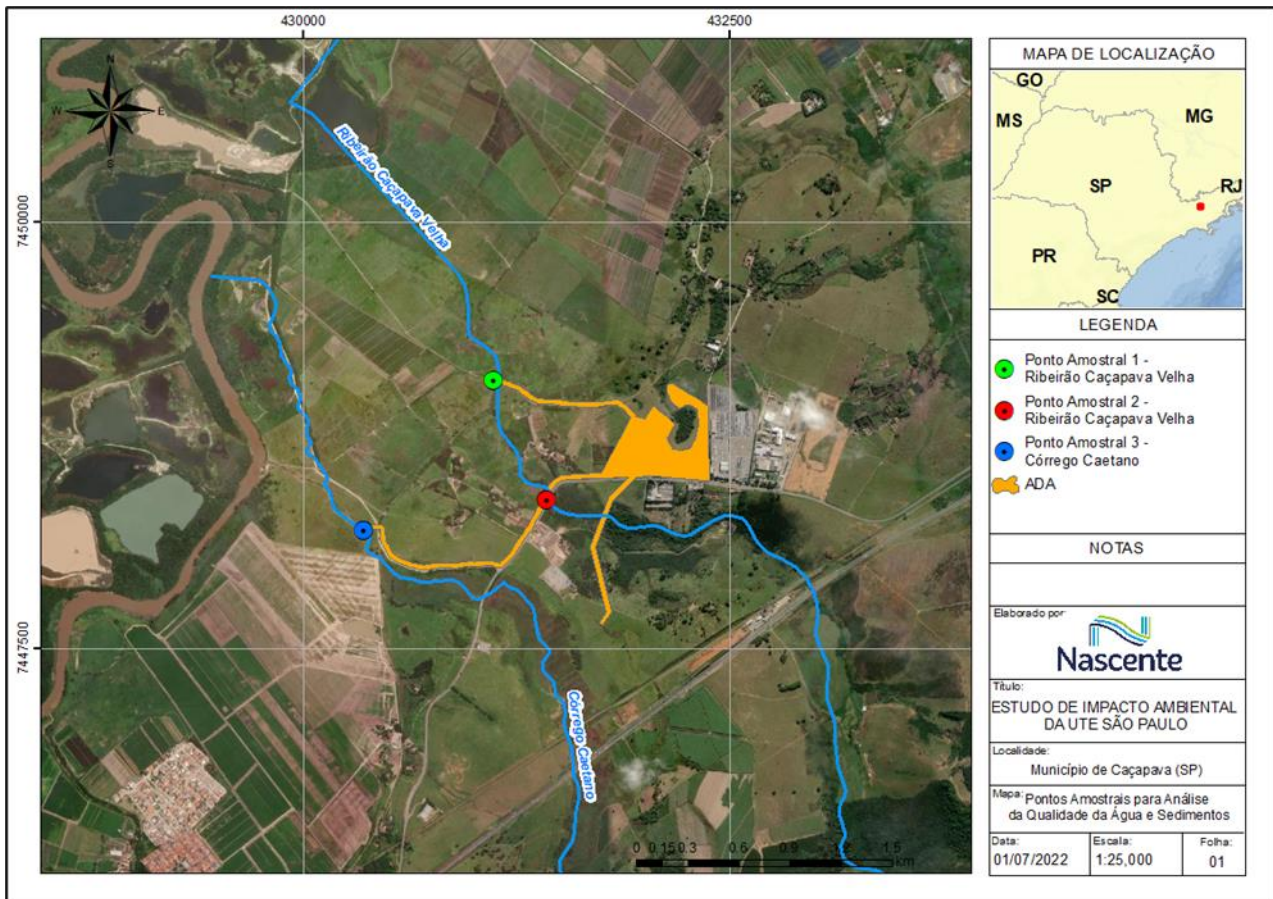 430000
432500
7450000
7447500
N
W
E
S
Ribeirão Caçapava Velha
Córrego Caetano
0 0.15 0.3 0.6 0.9 1.2 1.5
km
MAPA DE LOCALIZAÇÃO
GO
MS
MG
SP
RJ
PR
SC
LEGENDA
Ponto Amostral 1 -
Ribeirão Caçapava Velha
Ponto Amostral 2 -
Ribeirão Caçapava Velha
Ponto Amostral 3 -
Córrego Caetano
ADA
NOTAS
Elaborado por:
Nascente
Título:
ESTUDO DE IMPACTO AMBIENTAL
DA UTE SÃO PAULO
Localidade:
Município de Caçapava (SP)
Mapa: Pontos Amostrais para Análise
da Qualidade da Água e Sedimentos
Data:
01/07/2022
Escala:
1:25,000
Folha:
01